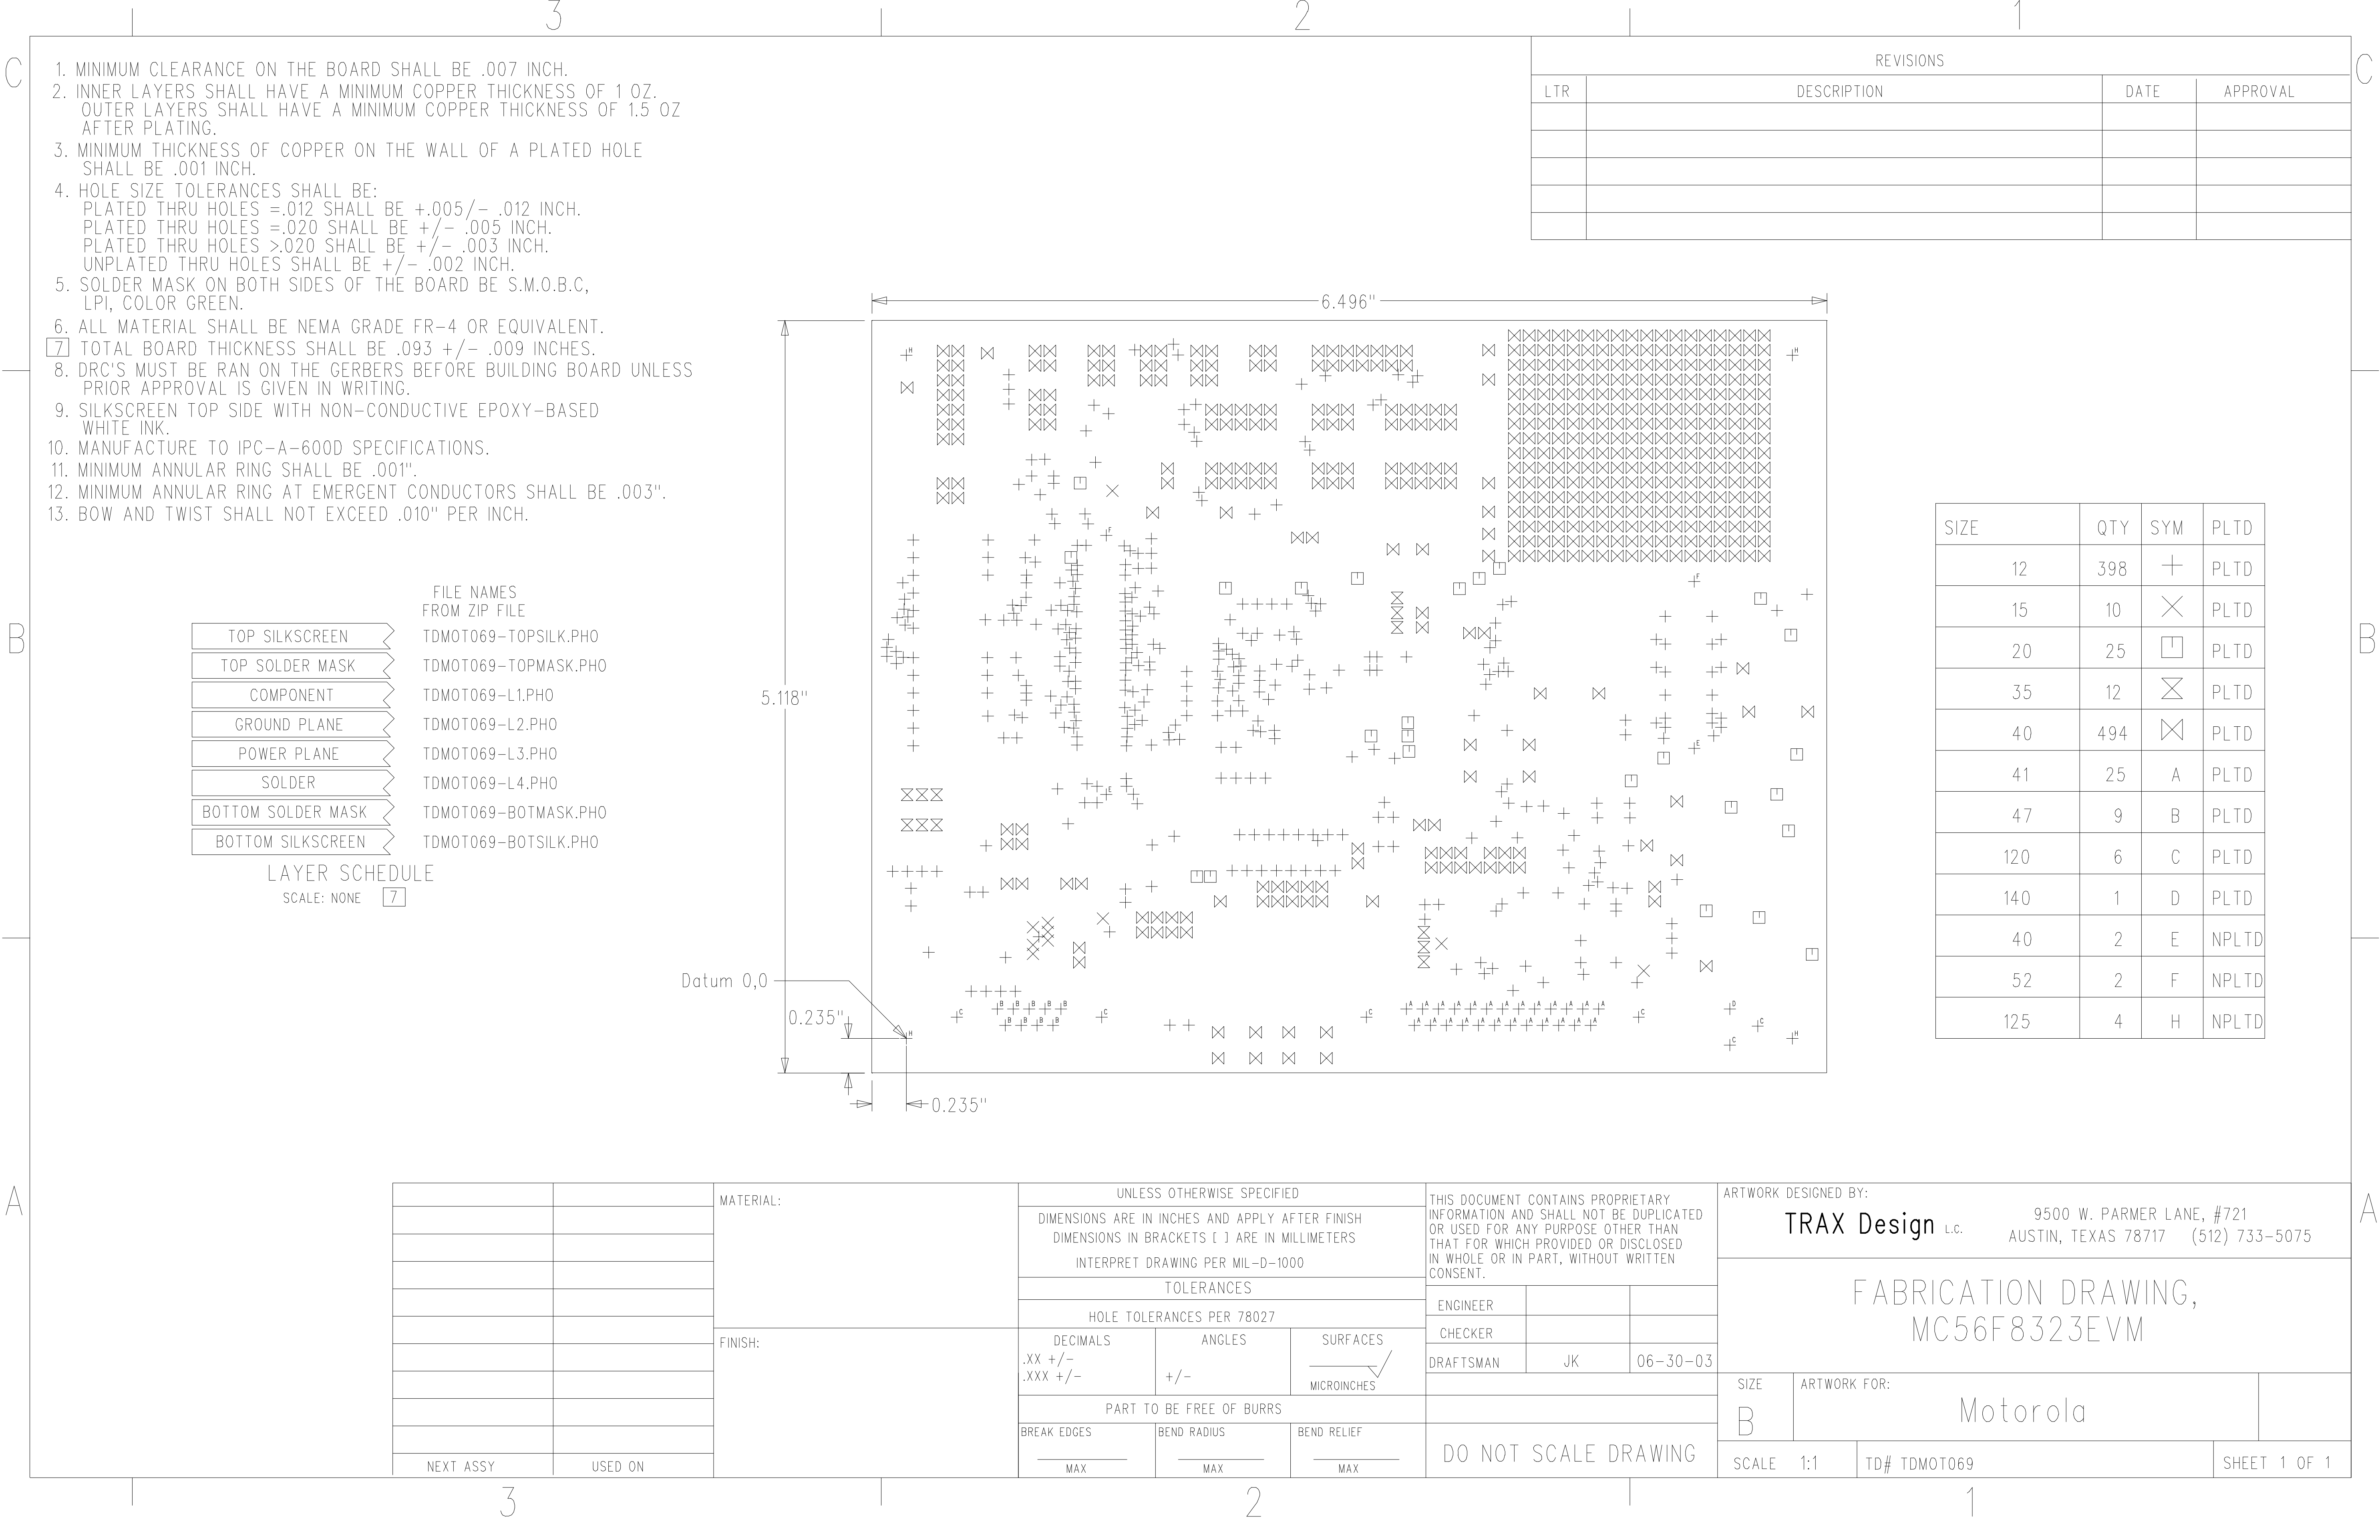 3 2 1
C C
1. MINIMUM CLEARANCE ON THE BOARD SHALL BE .007 INCH.
2. INNER LAYERS SHALL HAVE A MINIMUM COPPER THICKNESS OF 1 OZ.
OUTER LAYERS SHALL HAVE A MINIMUM COPPER THICKNESS OF 1.5 OZ
AFTER PLATING.
3. MINIMUM THICKNESS OF COPPER ON THE WALL OF A PLATED HOLE
SHALL BE .001 INCH.
4. HOLE SIZE TOLERANCES SHALL BE:
PLATED THRU HOLES =.012 SHALL BE +.005/- .012 INCH.
PLATED THRU HOLES =.020 SHALL BE +/- .005 INCH.
PLATED THRU HOLES >.020 SHALL BE +/- .003 INCH.
UNPLATED THRU HOLES SHALL BE +/- .002 INCH.
5. SOLDER MASK ON BOTH SIDES OF THE BOARD BE S.M.O.B.C,
LPI, COLOR GREEN.
6. ALL MATERIAL SHALL BE NEMA GRADE FR-4 OR EQUIVALENT.
7 TOTAL BOARD THICKNESS SHALL BE .093 +/- .009 INCHES.
8. DRC'S MUST BE RAN ON THE GERBERS BEFORE BUILDING BOARD UNLESS
PRIOR APPROVAL IS GIVEN IN WRITING.
9. SILKSCREEN TOP SIDE WITH NON-CONDUCTIVE EPOXY-BASED
WHITE INK.
10. MANUFACTURE TO IPC-A-600D SPECIFICATIONS.
11. MINIMUM ANNULAR RING SHALL BE .001".
12. MINIMUM ANNULAR RING AT EMERGENT CONDUCTORS SHALL BE .003".
13. BOW AND TWIST SHALL NOT EXCEED .010" PER INCH.
REVISIONS
LTR DESCRIPTION DATE APPROVAL
FILE NAMES
FROM ZIP FILE
TOP SILKSCREEN TDMOT069-TOPSILK.PHO
TOP SOLDER MASK TDMOT069-TOPMASK.PHO
COMPONENT TDMOT069-L1.PHO
GROUND PLANE TDMOT069-L2.PHO
POWER PLANE TDMOT069-L3.PHO
SOLDER TDMOT069-L4.PHO
BOTTOM SOLDER MASK TDMOT069-BOTMASK.PHO
BOTTOM SILKSCREEN TDMOT069-BOTSILK.PHO
LAYER SCHEDULE
SCALE: NONE 7
B B
6.496"
5.118"
H H
F
F
E
E
Datum 0,0
0.235"
0.235"
B B B B B
B B B B
C C C C C C
A A A A A A A A A A A A A
A A A A A A A A A A A A
D
H H
SIZE QTY SYM PLTD
12 398 PLTD
15 10 PLTD
20 25 PLTD
35 12 PLTD
40 494 PLTD
41 25 A PLTD
47 9 B PLTD
120 6 C PLTD
140 1 D PLTD
40 2 E NPLTD
52 2 F NPLTD
125 4 H NPLTD
A A
NEXT ASSY USED ON
MATERIAL:
FINISH:
UNLESS OTHERWISE SPECIFIED
DIMENSIONS ARE IN INCHES AND APPLY AFTER FINISH
DIMENSIONS IN BRACKETS [ ] ARE IN MILLIMETERS
INTERPRET DRAWING PER MIL-D-1000
TOLERANCES
HOLE TOLERANCES PER 78027
DECIMALS ANGLES SURFACES
.XX +/-
.XXX +/- +/- MICROINCHES
PART TO BE FREE OF BURRS
BREAK EDGES BEND RADIUS BEND RELIEF
MAX MAX MAX
THIS DOCUMENT CONTAINS PROPRIETARY
INFORMATION AND SHALL NOT BE DUPLICATED
OR USED FOR ANY PURPOSE OTHER THAN
THAT FOR WHICH PROVIDED OR DISCLOSED
IN WHOLE OR IN PART, WITHOUT WRITTEN
CONSENT.
ENGINEER
CHECKER
DRAFTSMAN JK 06-30-03
DO NOT SCALE DRAWING
ARTWORK DESIGNED BY:
TRAX Design L.C.
9500 W. PARMER LANE, #721
AUSTIN, TEXAS 78717 (512) 733-5075
FABRICATION DRAWING,
MC56F8323EVM
SIZE ARTWORK FOR:
B Motorola
SCALE 1:1 TD# TDMOT069 SHEET 1 OF 1
3 2 1